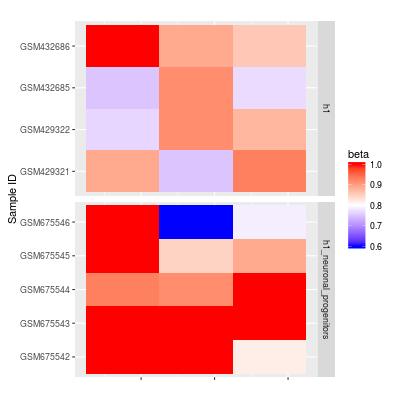 Sample ID
GSM432686
GSM432685
GSM429322
GSM429321
h1
GSM675546
GSM675545
GSM675544
GSM675543
GSM675542
h1_neuronal_progenitors
beta
1.0
0.9
0.8
0.7
0.6